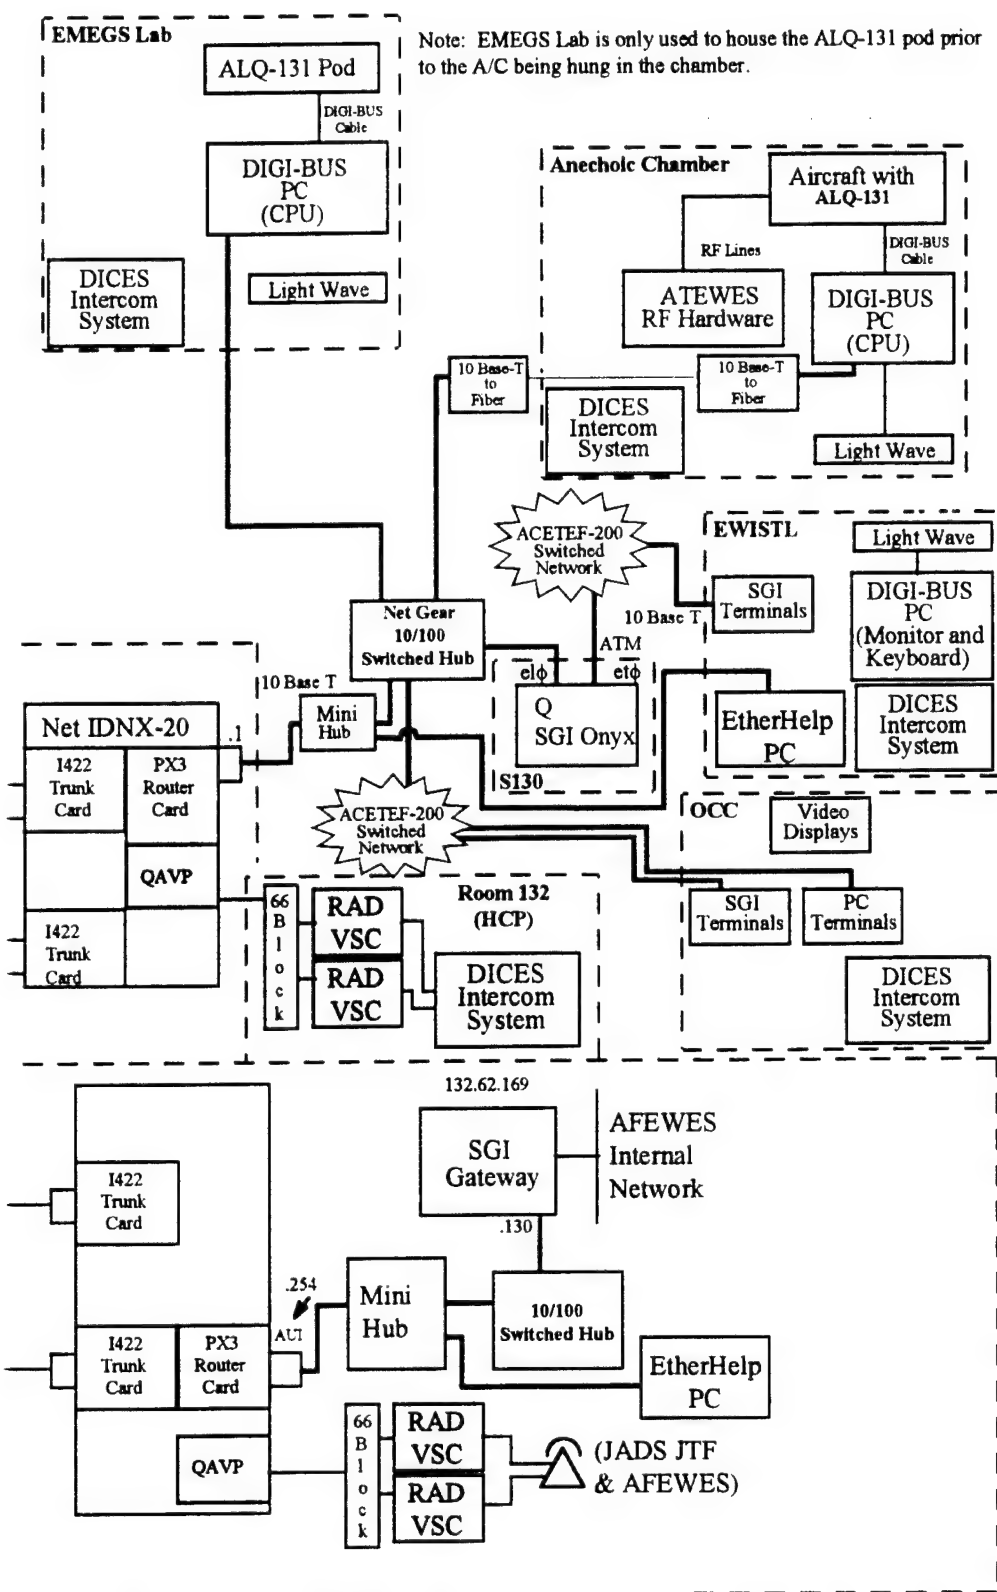 EMEGS Lab
ALQ-131 Pod
DIGI-BUS
Cable
DIGI-BUS
PC
(CPU)
DICES
Intercom
System
Light Wave
Note: EMEGS Lab is only used to house the ALQ-131 pod prior
to the A/C being hung in the chamber.
Anechoic Chamber
Aircraft with
ALQ-131
RF Lines
DIGI-BUS
Cable
ATEWES
RF Hardware
DIGI-BUS
PC
(CPU)
10 Base-T
to
Fiber
10 Base-T
to
Fiber
DICES
Intercom
System
Light Wave
ACETEF-200
Switched
Network
EWISTL
Light Wave
SGI
Terminals
10 Base T
DIGI-BUS
PC
(Monitor and
Keyboard)
EtherHelp
PC
DICES
Intercom
System
Net Gear
10/100
Switched Hub
ATM
elϕ
etϕ
Q
SGI Onyx
S130
10 Base T
Mini
Hub
Net IDNX-20
.1
I422
Trunk
Card
PX3
Router
Card
QAVP
I422
Trunk
Card
ACETEF-200
Switched
Network
OCC
Video
Displays
SGI
Terminals
PC
Terminals
DICES
Intercom
System
Room 132
(HCP)
66
B
l
o
c
k
RAD
VSC
RAD
VSC
DICES
Intercom
System
132.62.169
SGI
Gateway
AFEWES
Internal
Network
.130
I422
Trunk
Card
.254
AUI
Mini
Hub
10/100
Switched Hub
I422
Trunk
Card
PX3
Router
Card
EtherHelp
PC
QAVP
66
B
l
o
c
k
RAD
VSC
RAD
VSC
(JADS JTF
& AFEWES)